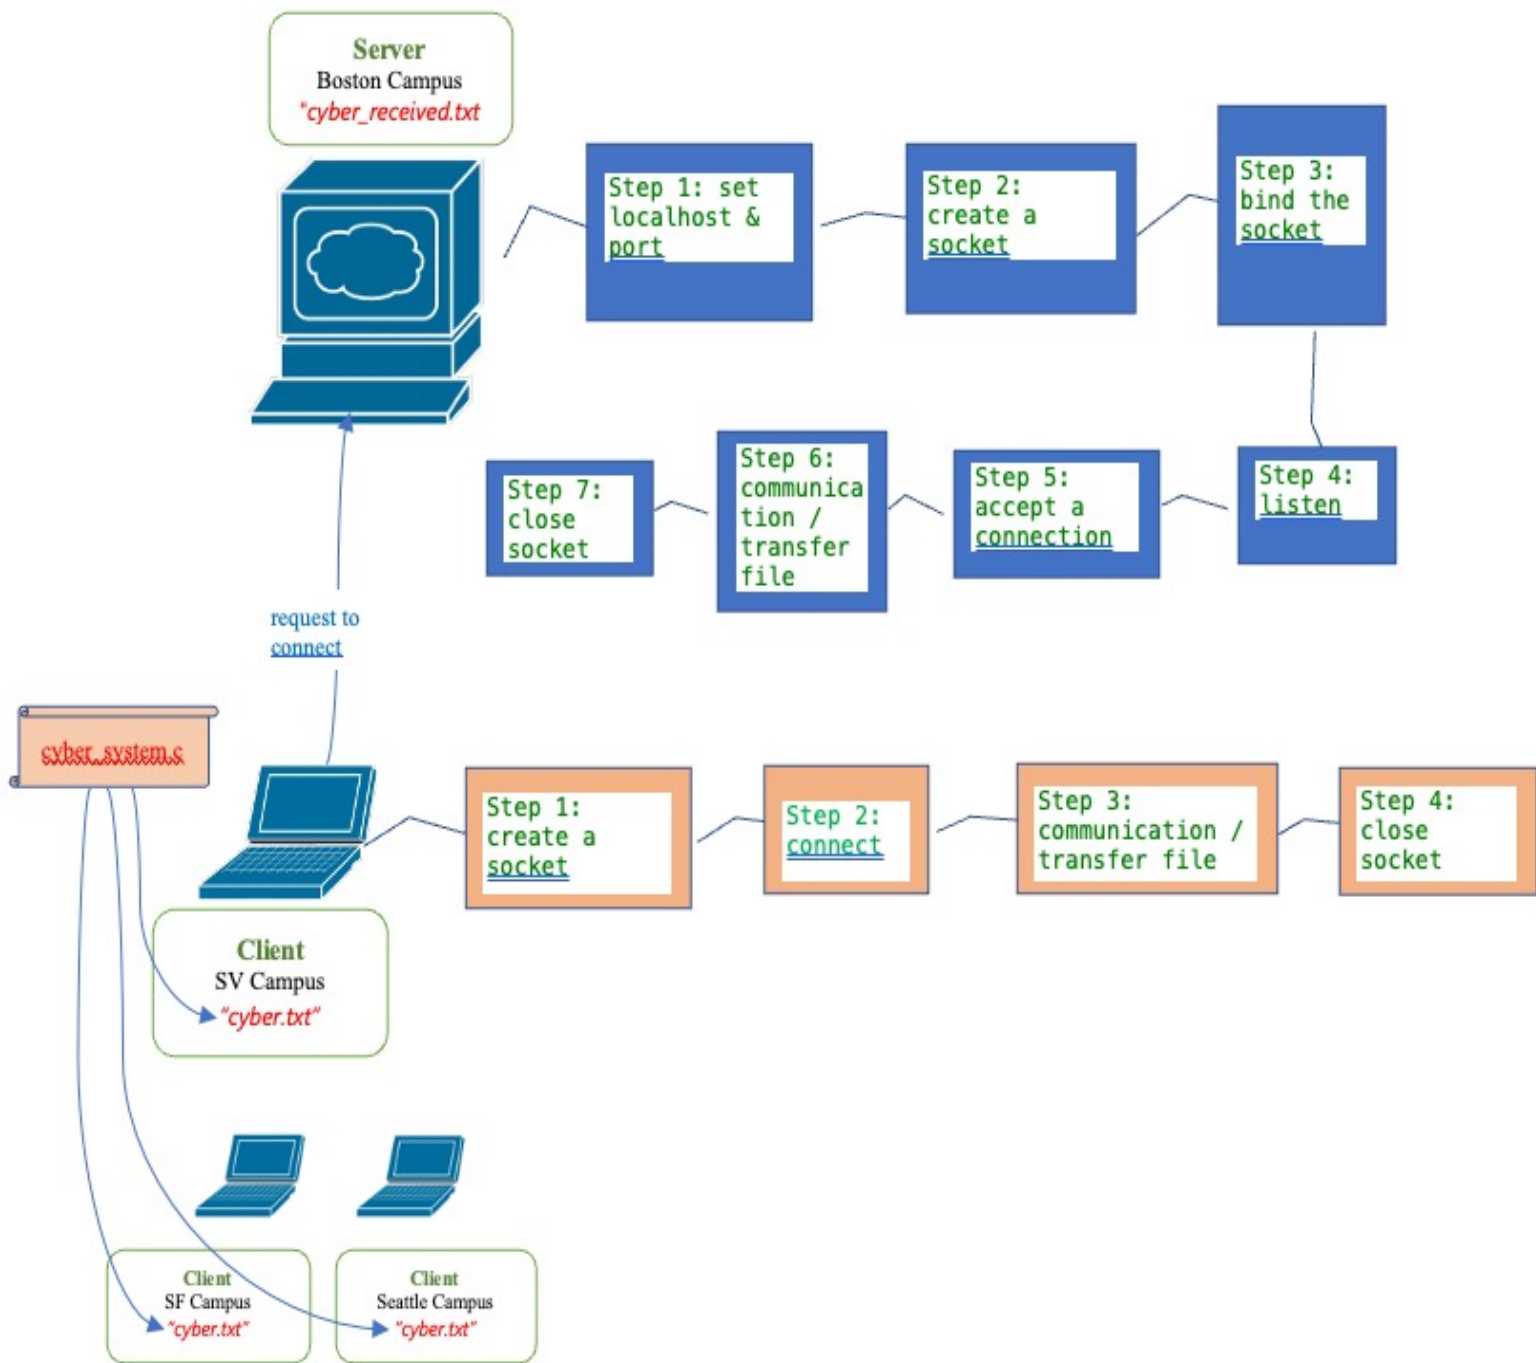 Server
Boston Campus
"cyber_received.txt
Step 1: set
localhost &
port
Step 2:
create a
socket
Step 3:
bind the
socket
Step 4:
listen
Step 5:
accept a
connection
Step 6:
communica
tion /
transfer
file
Step 7:
close
socket
request to
connect
cyber_system.c
Step 1:
create a
socket
Step 2:
connect
Step 3:
communication /
transfer file
Step 4:
close
socket
Client
SV Campus
"cyber.txt"
Client
SF Campus
"cyber.txt"
Client
Seattle Campus
"cyber.txt"